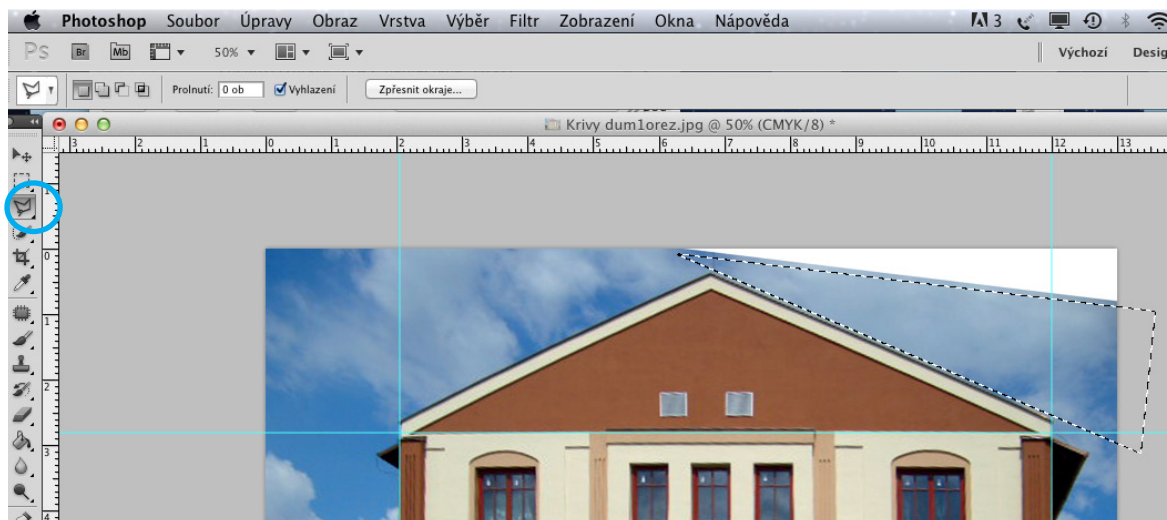 Photoshop Soubor Úpravy Obraz Vrstva Výběr Filtr Zobrazení Okna Nápověda 3
Ps Br Mb 50% Výchozí Desig
Prolnutí: 0 ob Vyhlazení Zpřesnit okraje...
Krivy dum1orez.jpg @ 50% (CMYK/8) *
3 2 1 0 1 2 3 4 5 6 7 8 9 10 11 12 13
1
0
1
2
3
4